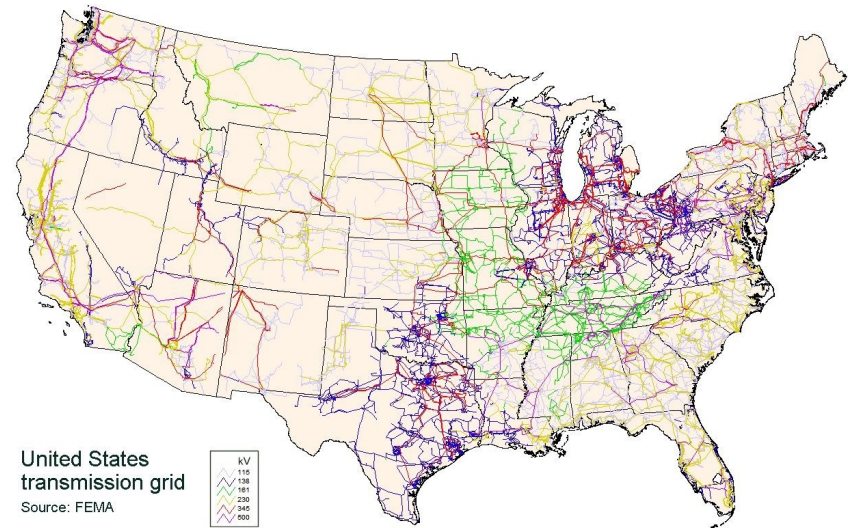 United States
transmission grid
Source: FEMA
kV
115
138
161
230
345
500